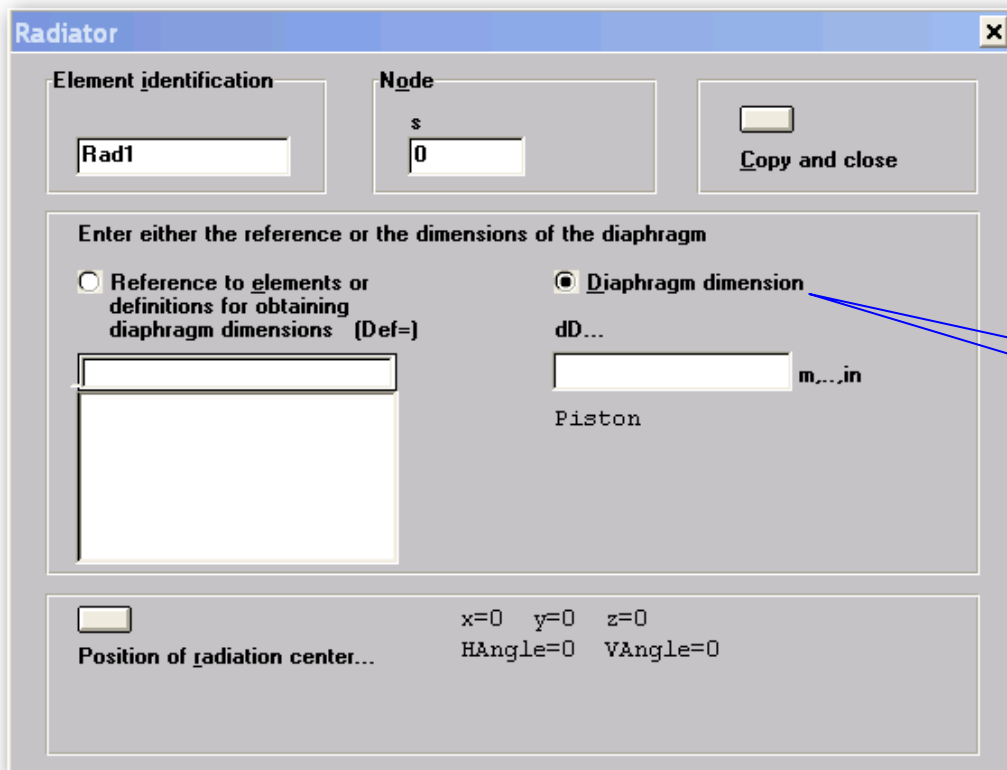 Radiator
Element identification
Node
s
Rad1
0
Copy and close
Enter either the reference or the dimensions of the diaphragm
Reference to elements or
definitions for obtaining
diaphragm dimensions (Def=)
Diaphragm dimension
dD...
m,..,in
Piston
Position of radiation center...
x=0 y=0 z=0
HAngle=0 VAngle=0